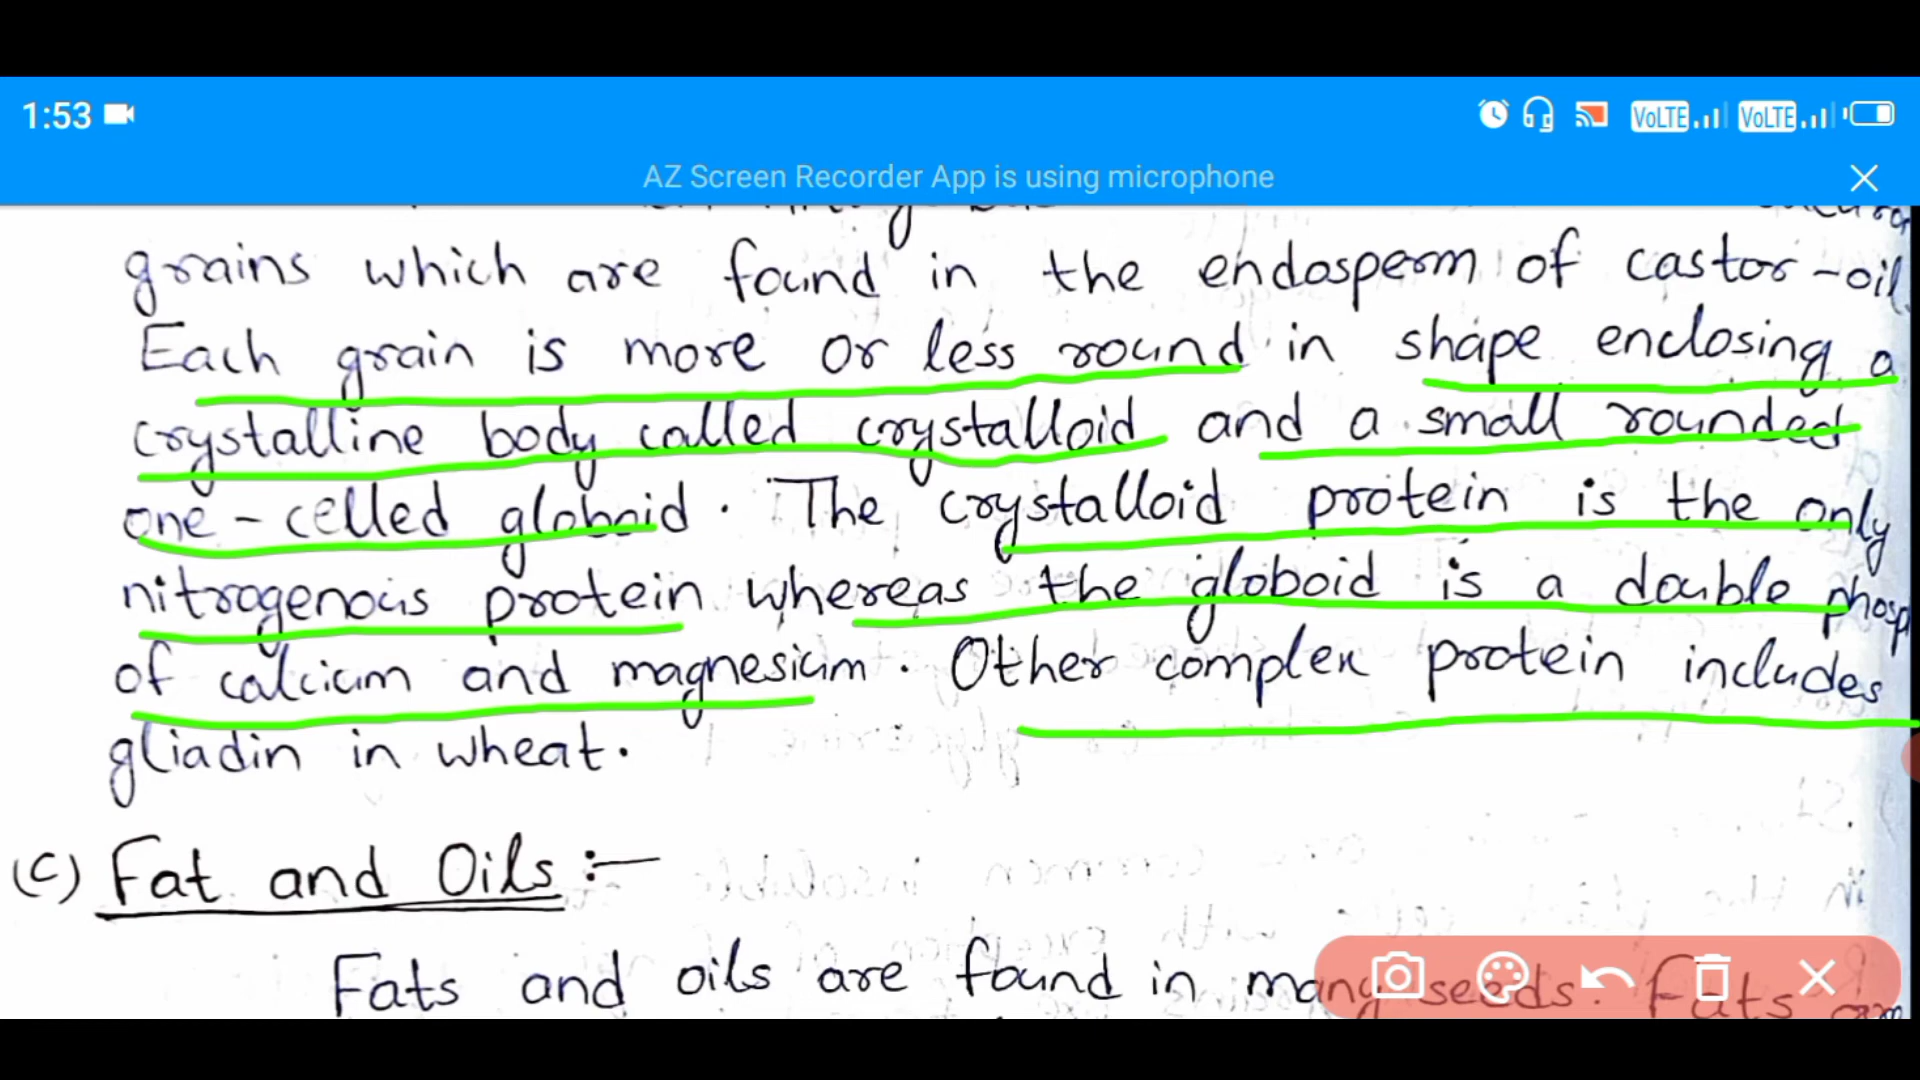 1:53
VoLTE VoLTE
AZ Screen Recorder App is using microphone
grains which are found in the endosperm of castor-oil
Each grain is more or less round in shape enclosing a
crystalline body called crystalloid and a small rounded
one-celled globoid. The crystalloid protein is the only
nitrogenous protein whereas the globoid is a double phosp
of calcium and magnesium. Other complex protein includes
gliadin in wheat.
(C) Fat and Oils :-
Fats and oils are found in many seeds. Fats are